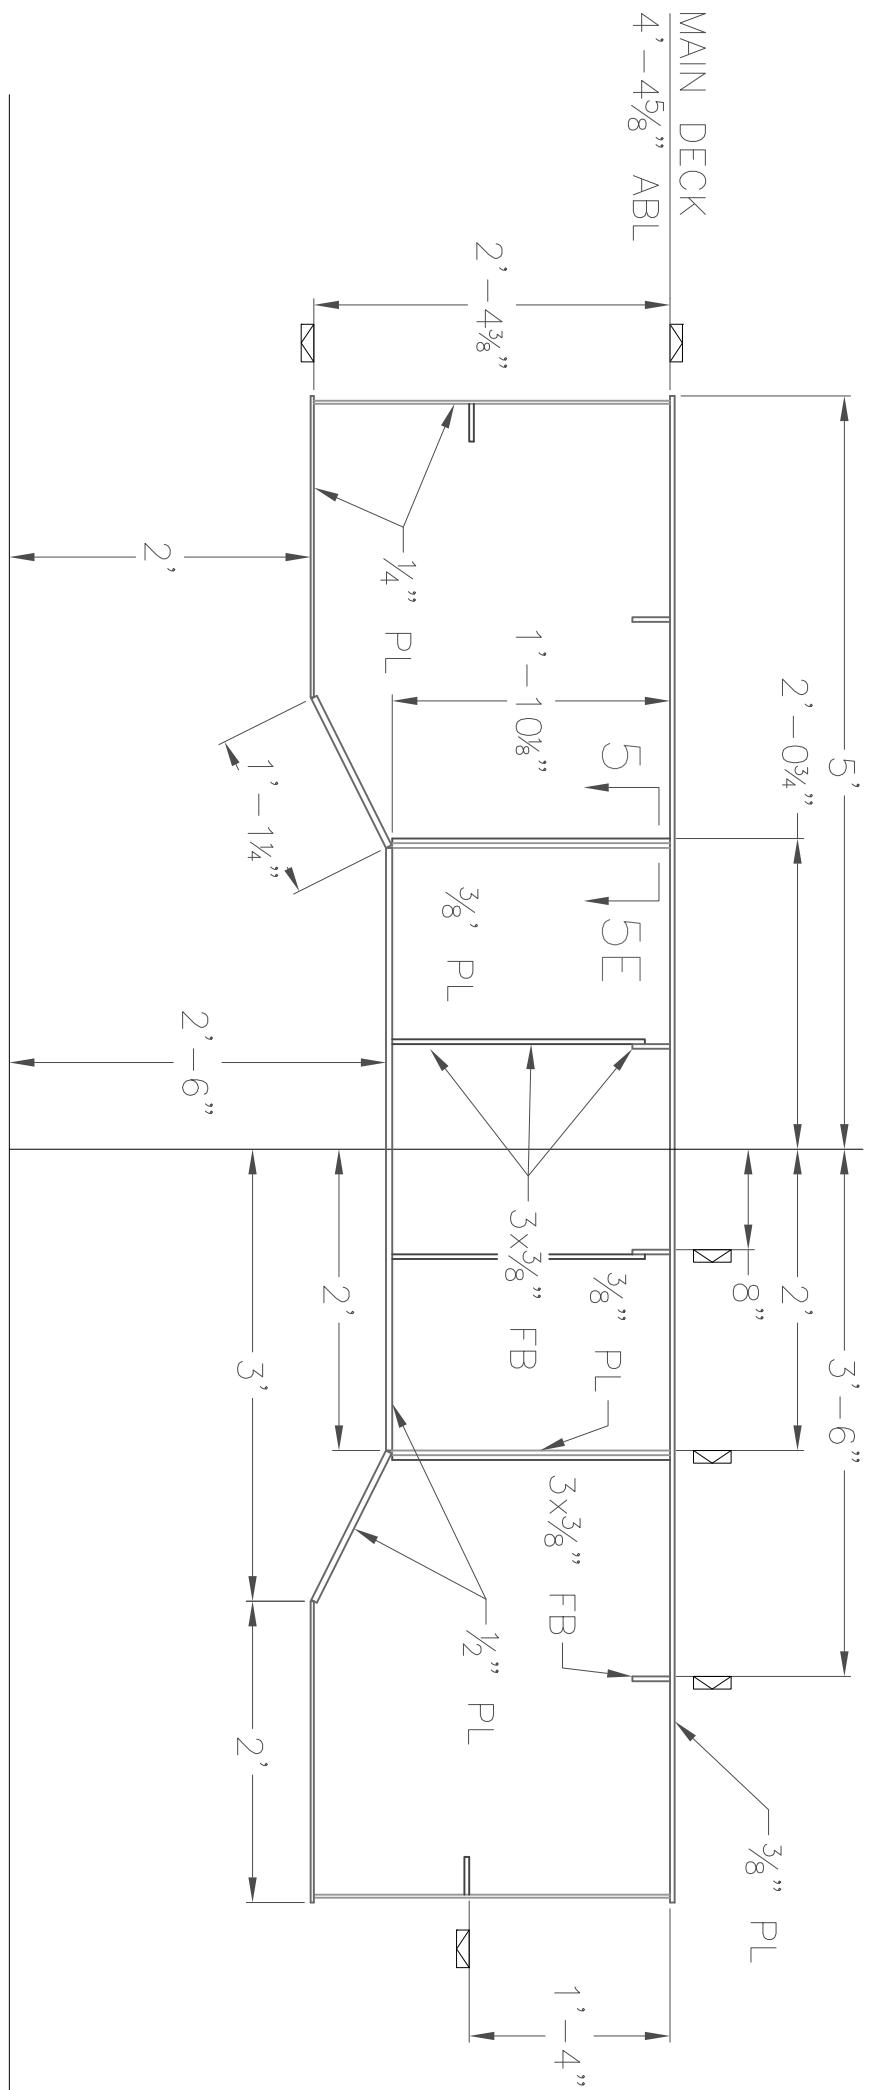 MAIN DECK
4'-4⅝" ABL
5'
3'-6"
2'-0¾"
2'
8"
⅜" PL
5
5E
2'-4⅜"
1'-10⅛"
⅜" PL
3x⅜" FB
¼" PL
⅜' PL
3x⅜" FB
½" PL
1'-4"
1'-1¼"
2'
2'
3'
2'
2'-6"